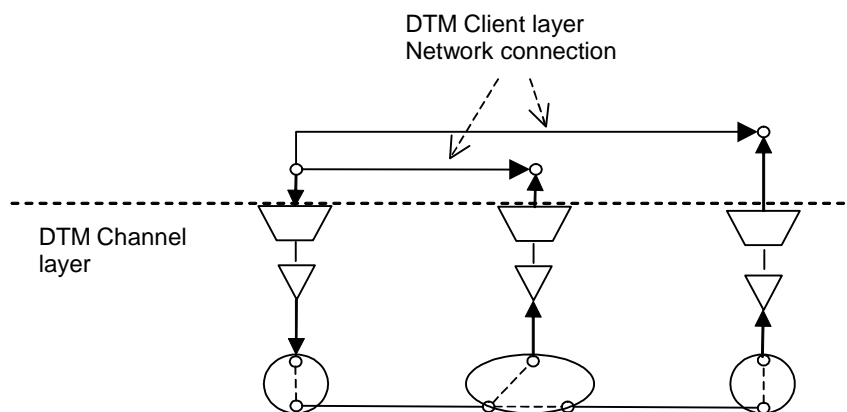 DTM Client layer
Network connection
DTM Channel
layer